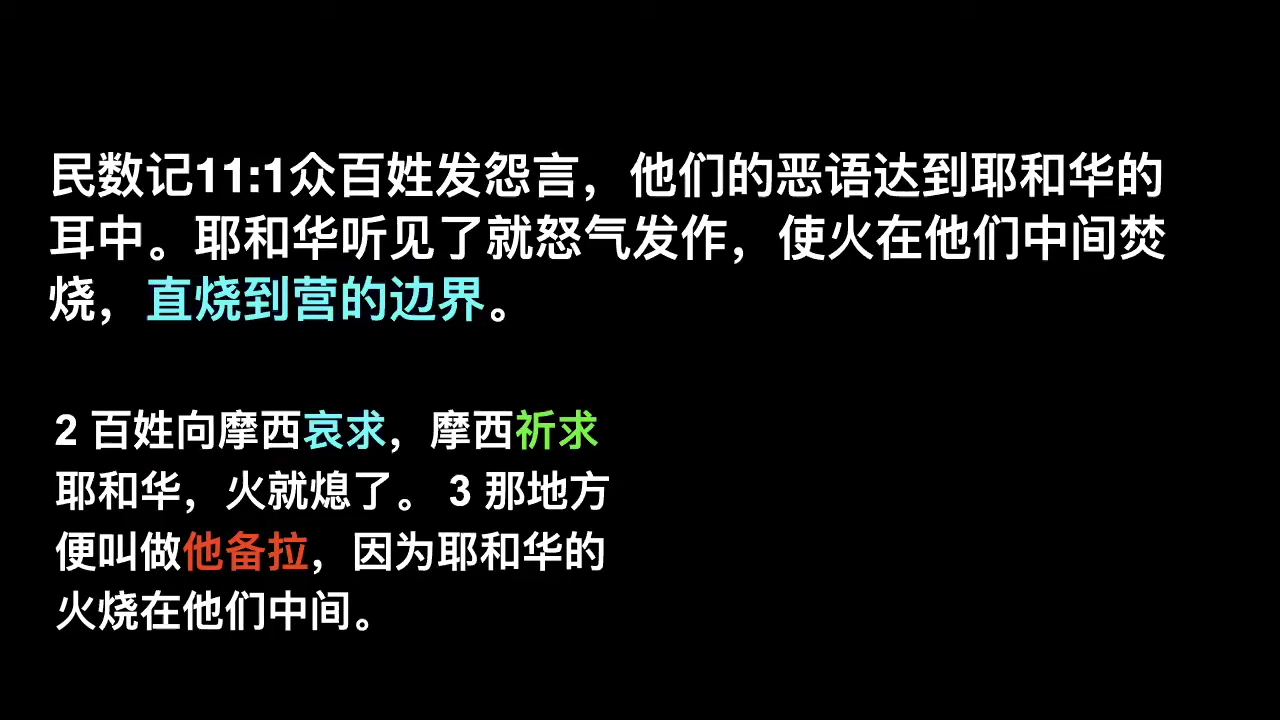 民数记11:1众百姓发怨言，他们的恶语达到耶和华的
耳中。耶和华听见了就怒气发作，使火在他们中间焚
烧，直烧到营的边界。
2 百姓向摩西哀求，摩西祈求
耶和华，火就熄了。 3 那地方
便叫做他备拉，因为耶和华的
火烧在他们中间。